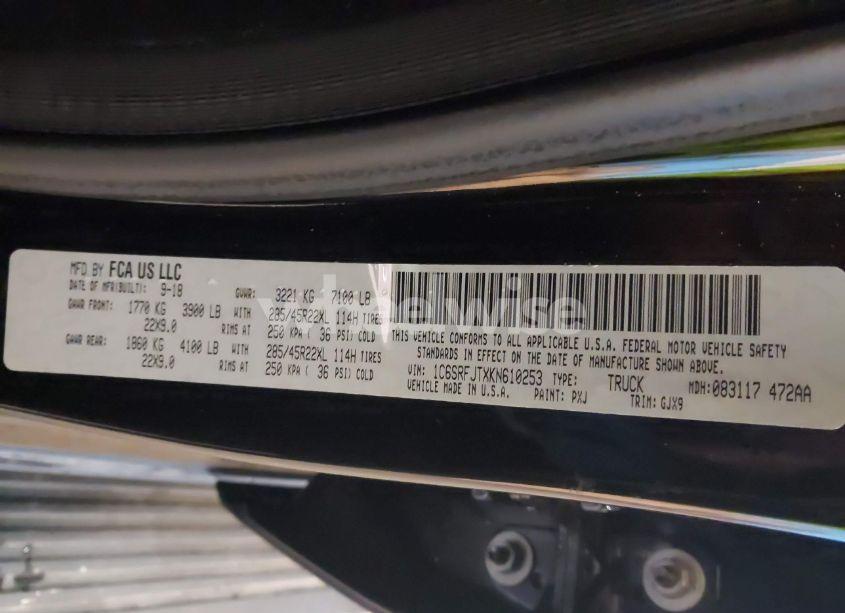 MFD BY FCA US LLC
DATE OF MFR(BUILT): 9-18 GVWR: 3221 KG 7100 LB
GAWR FRONT: 1770 KG 3900 LB WITH 285/45R22XL 114H TIRES
22X9.0 RIMS AT 250 KPA ( 36 PSI) COLD
GAWR REAR: 1860 KG 4100 LB WITH 285/45R22XL 114H TIRES
22X9.0 RIMS AT 250 KPA ( 36 PSI) COLD
THIS VEHICLE CONFORMS TO ALL APPLICABLE U.S.A. FEDERAL MOTOR VEHICLE SAFETY
STANDARDS IN EFFECT ON THE DATE OF MANUFACTURE SHOWN ABOVE.
VIN: 1C6SRFJTXKN610253 TYPE: TRUCK MDH:083117 472AA
VEHICLE MADE IN U.S.A. PAINT: PXJ TRIM: GJX9